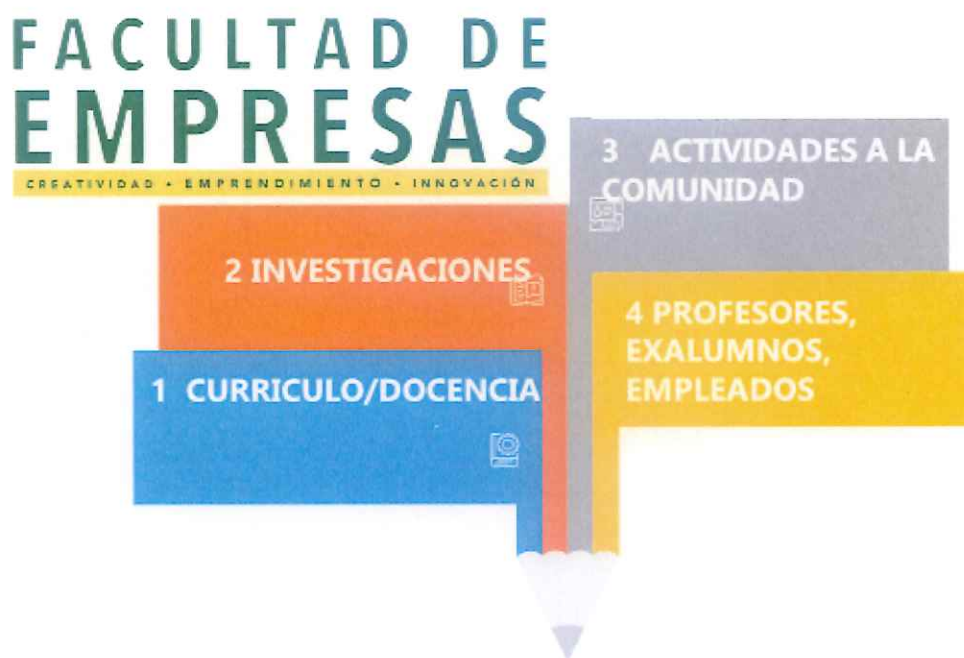 FACULTAD DE
EMPRESAS
CREATIVIDAD • EMPRENDIMIENTO • INNOVACIÓN
3 ACTIVIDADES A LA
COMUNIDAD
2 INVESTIGACIONES
4 PROFESORES,
EXALUMNOS,
EMPLEADOS
1 CURRICULO/DOCENCIA